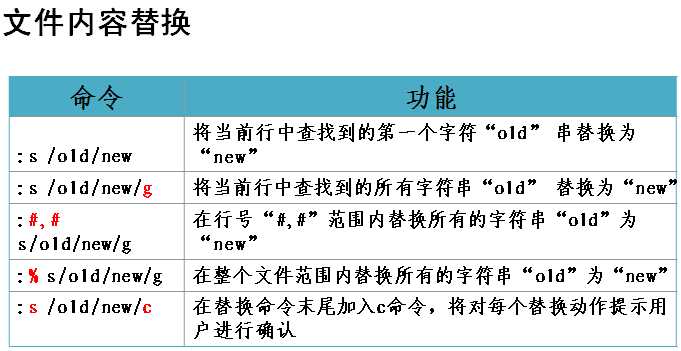 文件内容替换
命令 功能
:s /old/new 将当前行中查找到的第一个字符“old” 串替换为
“new”
:s /old/new/g 将当前行中查找到的所有字符串“old” 替换为“new”
:#,# 在行号“#,#”范围内替换所有的字符串“old”为
s/old/new/g “new”
:% s/old/new/g 在整个文件范围内替换所有的字符串“old”为“new”
:s /old/new/c 在替换命令末尾加入c命令，将对每个替换动作提示用
户进行确认